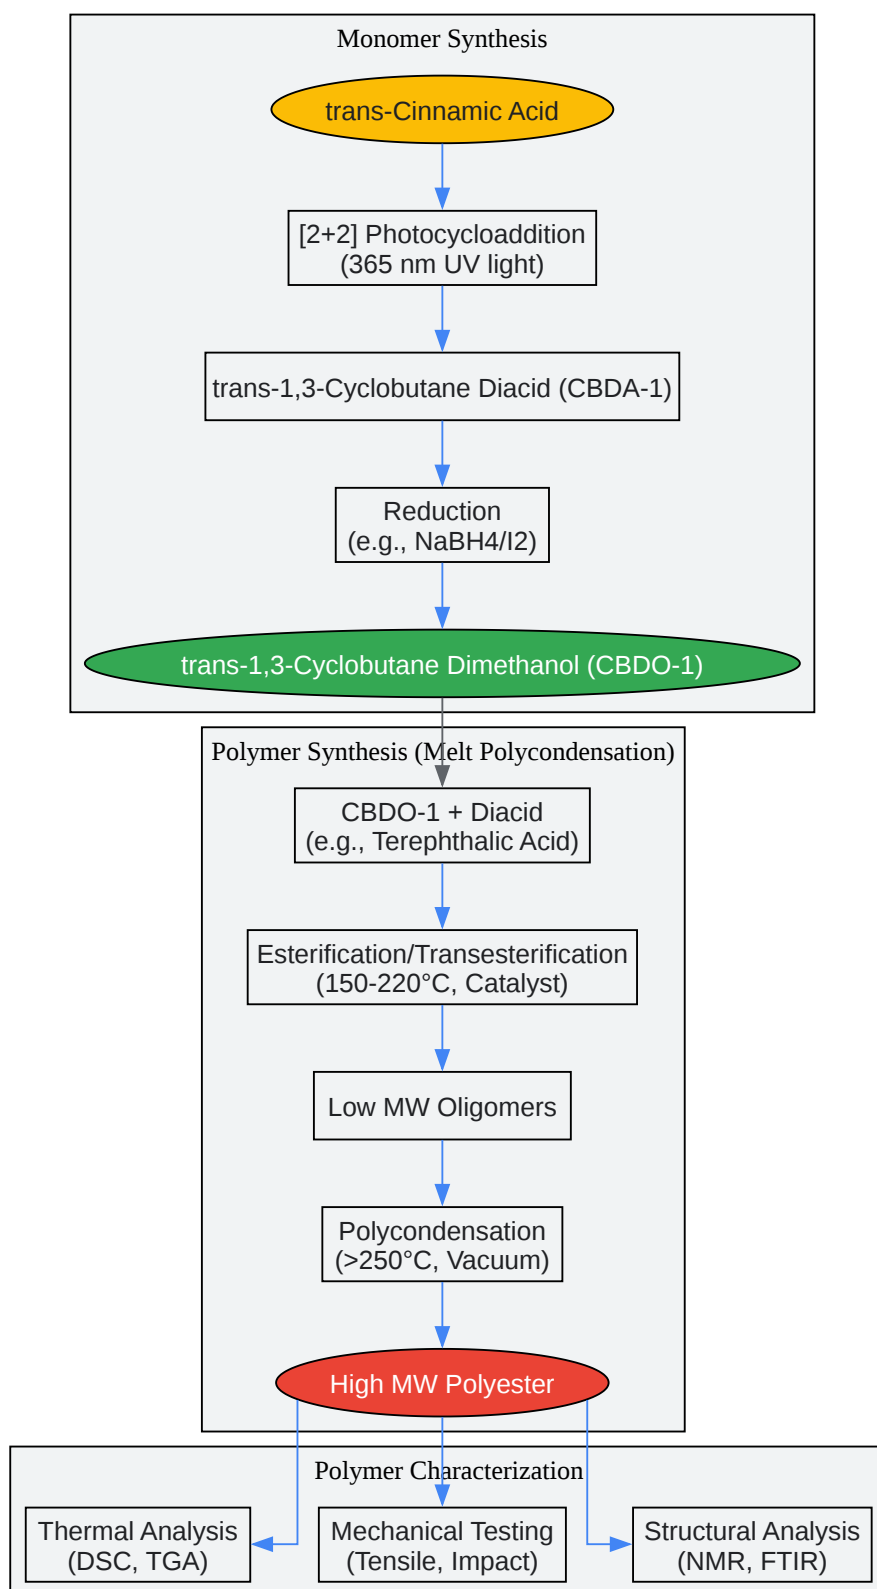 Monomer Synthesis
trans-Cinnamic Acid
[2+2] Photocycloaddition
(365 nm UV light)
trans-1,3-Cyclobutane Diacid (CBDA-1)
Reduction
(e.g., NaBH4/I2)
trans-1,3-Cyclobutane Dimethanol (CBDO-1)
Polymer Synthesis (Melt Polycondensation)
CBDO-1 + Diacid
(e.g., Terephthalic Acid)
Esterification/Transesterification
(150-220°C, Catalyst)
Low MW Oligomers
Polycondensation
(>250°C, Vacuum)
High MW Polyester
Polymer Characterization
Thermal Analysis
(DSC, TGA)
Mechanical Testing
(Tensile, Impact)
Structural Analysis
(NMR, FTIR)